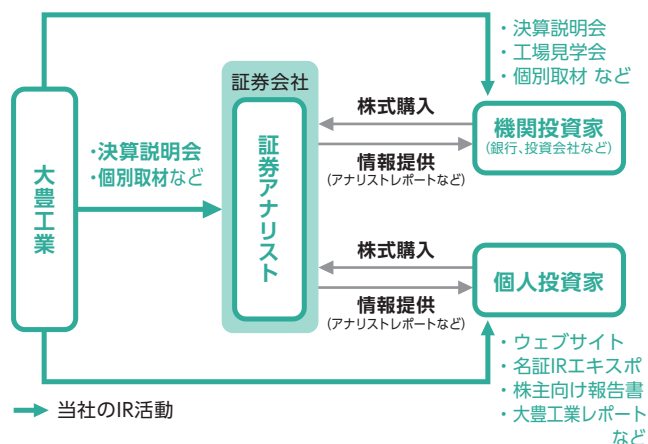 ・決算説明会
・工場見学会
・個別取材 など
証券会社
大豊工業
・決算説明会
・個別取材など
証券アナリスト
株式購入
情報提供
(アナリストレポートなど)
機関投資家
(銀行、投資会社など)
株式購入
情報提供
(アナリストレポートなど)
個人投資家
・ウェブサイト
・名証IRエキスポ
・株主向け報告書
・大豊工業レポート
など
当社のIR活動